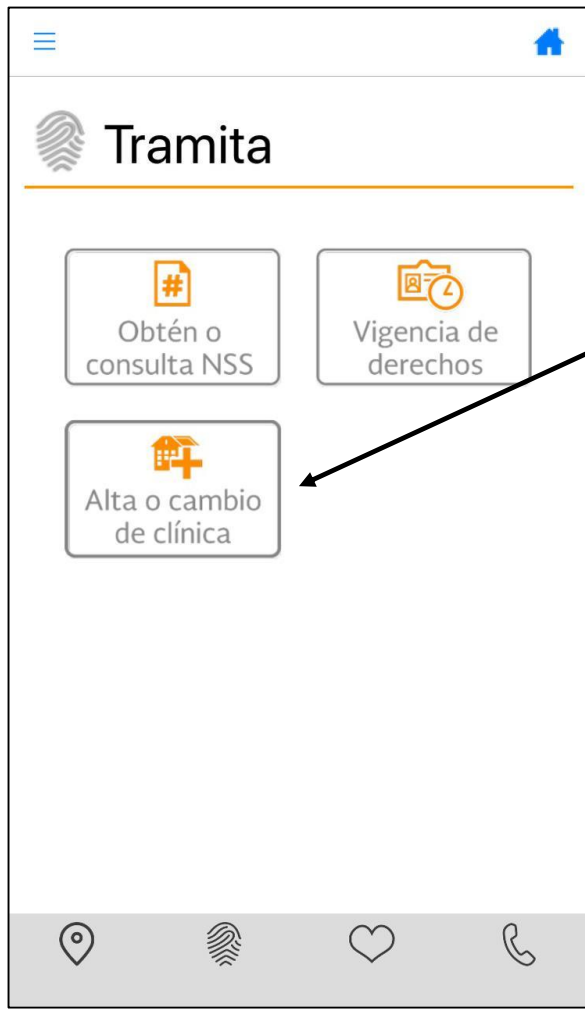 Tramita
#
Obtén o
consulta NSS
Vigencia de
derechos
Alta o cambio
de clínica